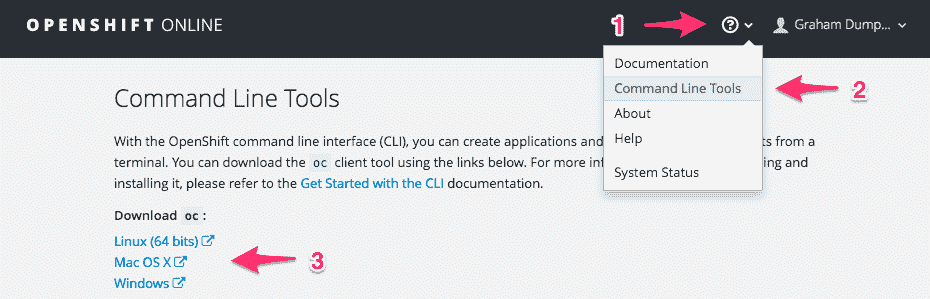 OPENSHIFT ONLINE
1
Graham Dump...
Documentation
Command Line Tools
2
About
Help
System Status
Command Line Tools
With the OpenShift command line interface (CLI), you can create applications and ts from a
terminal. You can download the oc client tool using the links below. For more inf ing and
installing it, please refer to the Get Started with the CLI documentation.
Download oc :
Linux (64 bits)
Mac OS X
3
Windows